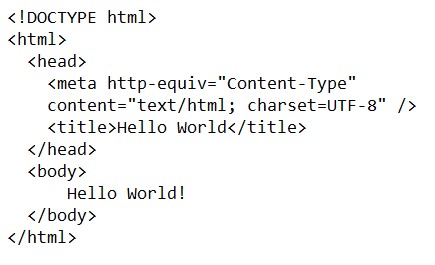 <!DOCTYPE html>
<html>
  <head>
    <meta http-equiv="Content-Type"
    content="text/html; charset=UTF-8" />
    <title>Hello World</title>
  </head>
  <body>
      Hello World!
  </body>
</html>